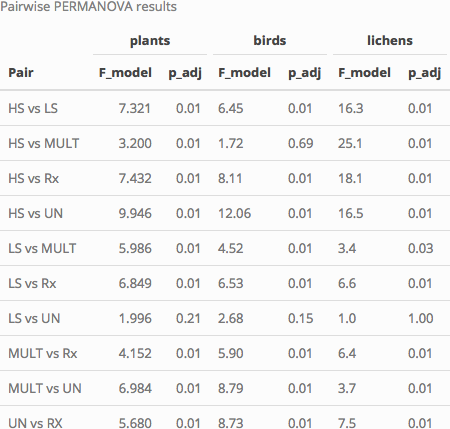 Pairwise PERMANOVA results
plants birds lichens
Pair F_model p_adj F_model p_adj F_model p_adj
HS vs LS 7.321 0.01 6.45 0.01 16.3 0.01
HS vs MULT 3.200 0.01 1.72 0.69 25.1 0.01
HS vs Rx 7.432 0.01 8.11 0.01 18.1 0.01
HS vs UN 9.946 0.01 12.06 0.01 16.5 0.01
LS vs MULT 5.986 0.01 4.52 0.01 3.4 0.03
LS vs Rx 6.849 0.01 6.53 0.01 6.6 0.01
LS vs UN 1.996 0.21 2.68 0.15 1.0 1.00
MULT vs Rx 4.152 0.01 5.90 0.01 6.4 0.01
MULT vs UN 6.984 0.01 8.79 0.01 3.7 0.01
UN vs RX 5.680 0.01 8.73 0.01 7.5 0.01